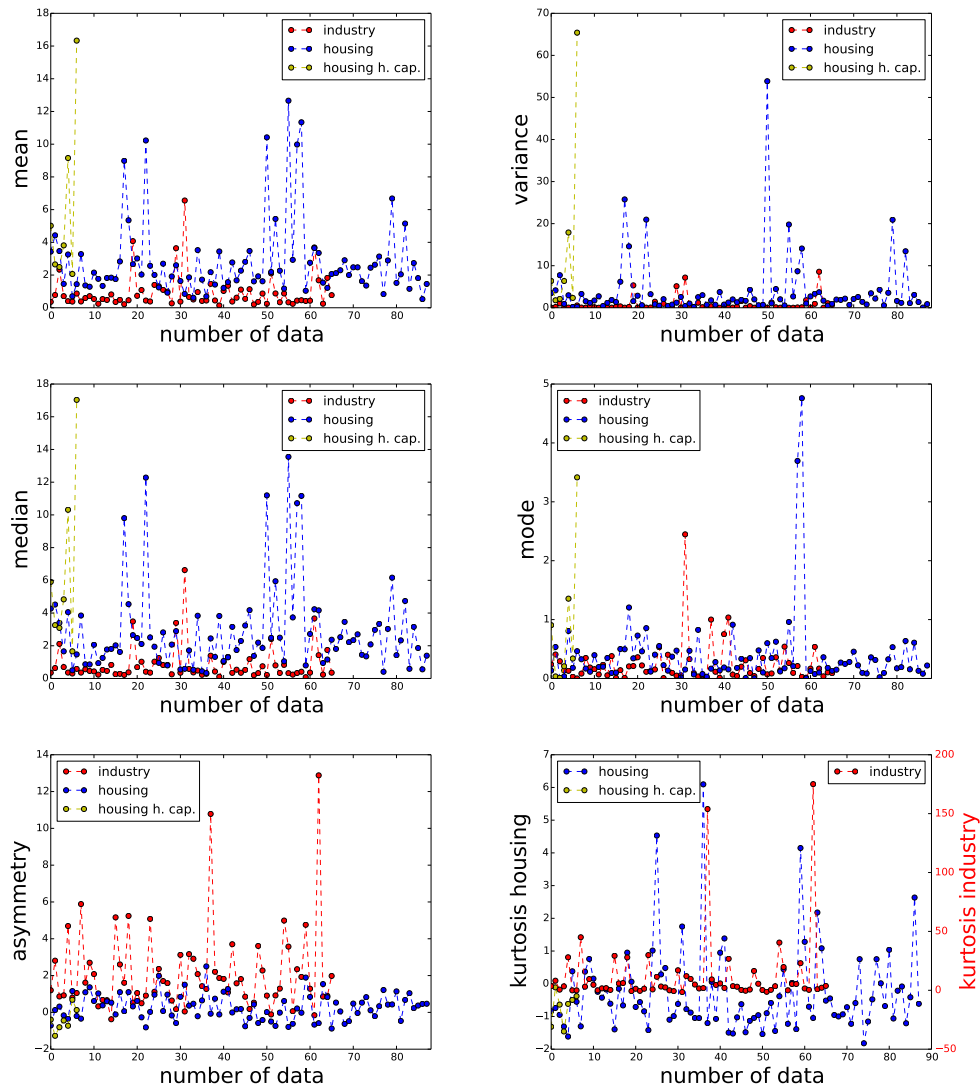 18
16
14
12
10
8
6
4
2
0
mean
industry
housing
housing h. cap.
0 10 20 30 40 50 60 70 80
number of data
70
60
50
40
30
20
10
0
variance
industry
housing
housing h. cap.
0 10 20 30 40 50 60 70 80
number of data
18
16
14
12
10
8
6
4
2
0
median
industry
housing
housing h. cap.
0 10 20 30 40 50 60 70 80
number of data
5
4
3
2
1
0
mode
industry
housing
housing h. cap.
0 10 20 30 40 50 60 70 80
number of data
14
12
10
8
6
4
2
0
−2
asymmetry
industry
housing
housing h. cap.
0 10 20 30 40 50 60 70 80
number of data
7
6
5
4
3
2
1
0
−1
−2
kurtosis housing
housing
housing h. cap.
industry
200
150
100
50
0
−50
kurtosis industry
0 10 20 30 40 50 60 70 80 90
number of data